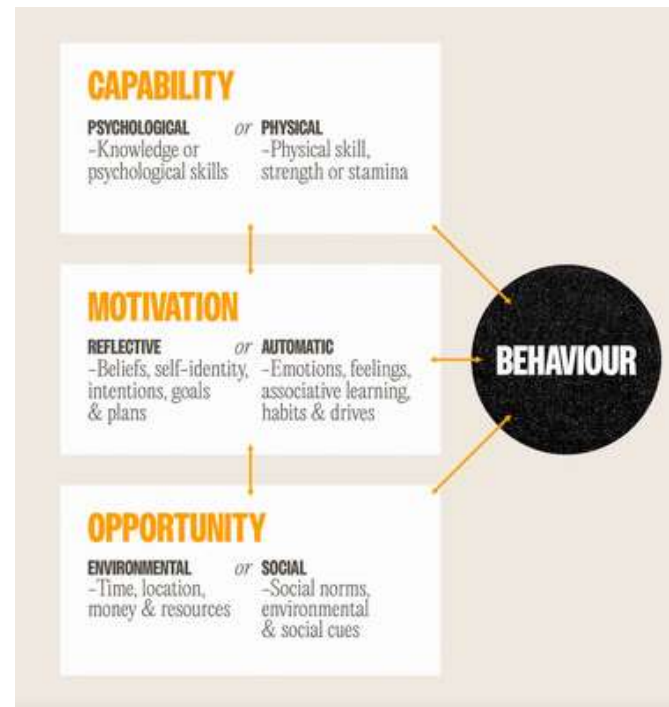 CAPABILITY
PSYCHOLOGICAL or PHYSICAL
-Knowledge or -Physical skill,
psychological skills strength or stamina
MOTIVATION
REFLECTIVE or AUTOMATIC
-Beliefs, self-identity, -Emotions, feelings,
intentions, goals associative learning,
& plans habits & drives
BEHAVIOUR
OPPORTUNITY
ENVIRONMENTAL or SOCIAL
-Time, location, -Social norms,
money & resources environmental
& social cues